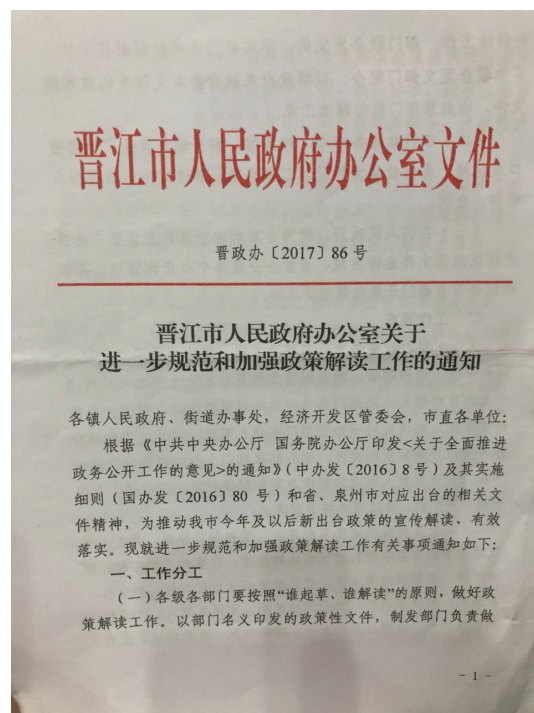 晋江市人民政府办公室文件
晋政办〔2017〕86号
晋江市人民政府办公室关于
进一步规范和加强政策解读工作的通知
各镇人民政府、街道办事处，经济开发区管委会，市直各单位：
根据《中共中央办公厅 国务院办公厅印发<关于全面推进
政务公开工作的意见>的通知》（中办发〔2016〕8号）及其实施
细则（国办发〔2016〕80 号）和省、泉州市对应出台的相关文
件精神，为推动我市今年及以后新出台政策的宣传解读、有效
落实。现就进一步规范和加强政策解读工作有关事项通知如下：
一、工作分工
（一）各级各部门要按照“谁起草、谁解读”的原则，做好政
策解读工作。以部门名义印发的政策性文件，制发部门负责做
- 1 -